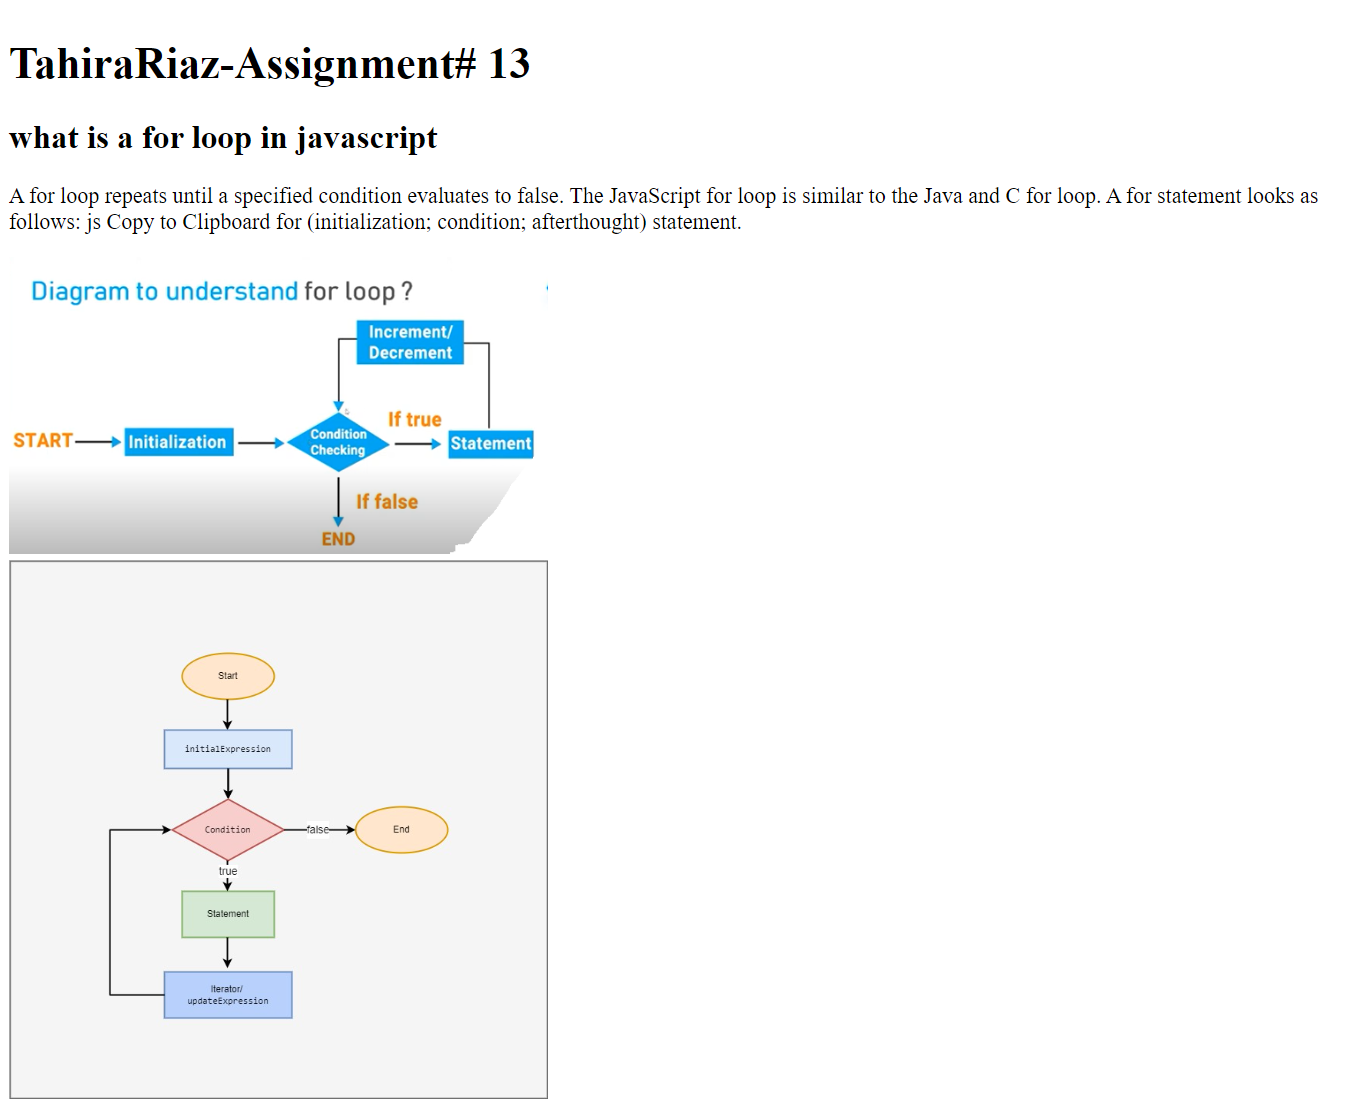 TahiraRiaz-Assignment# 13
what is a for loop in javascript
A for loop repeats until a specified condition evaluates to false. The JavaScript for loop is similar to the Java and C for loop. A for statement looks as
follows: js Copy to Clipboard for (initialization; condition; afterthought) statement.
Diagram to understand for loop ?
Increment/
Decrement
If true
START
Initialization
Condition
Checking
Statement
If false
END
Start
initialExpression
Condition
false
End
true
Statement
Iterator/
updateExpression